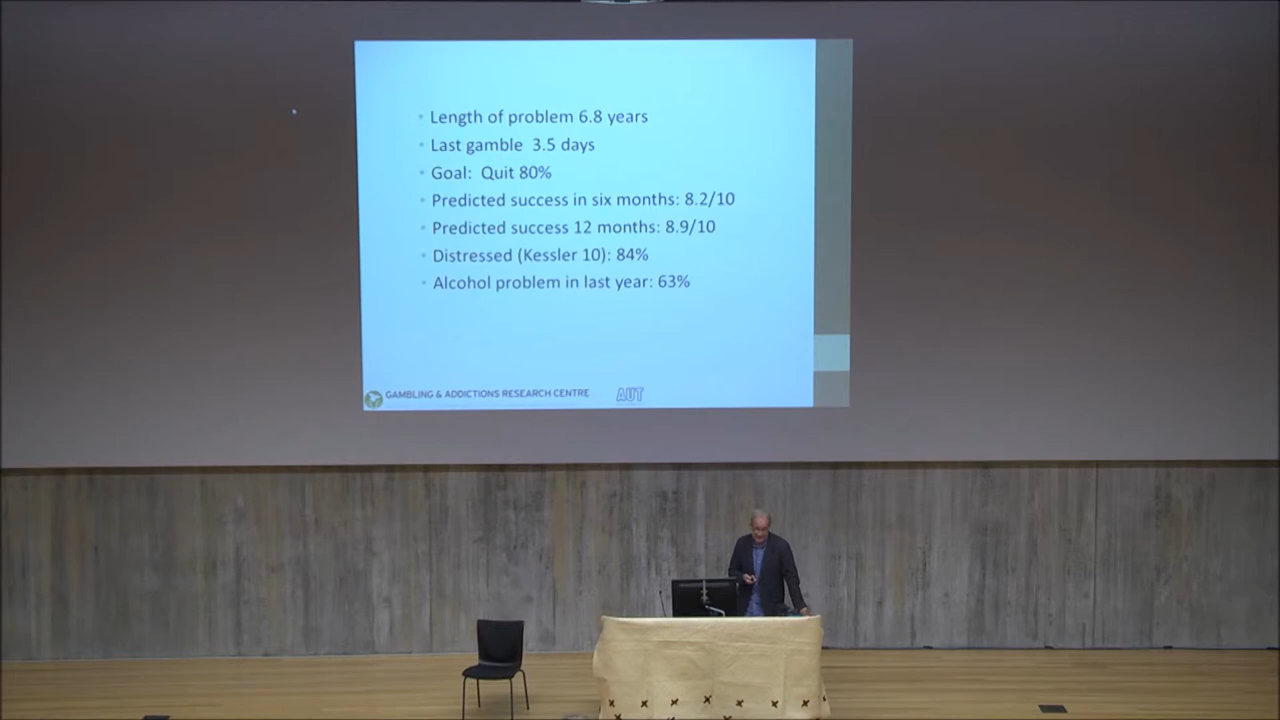 • Length of problem 6.8 years
• Last gamble 3.5 days
• Goal: Quit 80%
• Predicted success in six months: 8.2/10
• Predicted success 12 months: 8.9/10
• Distressed (Kessler 10): 84%
• Alcohol problem in last year: 63%
GAMBLING & ADDICTIONS RESEARCH CENTRE
AUT